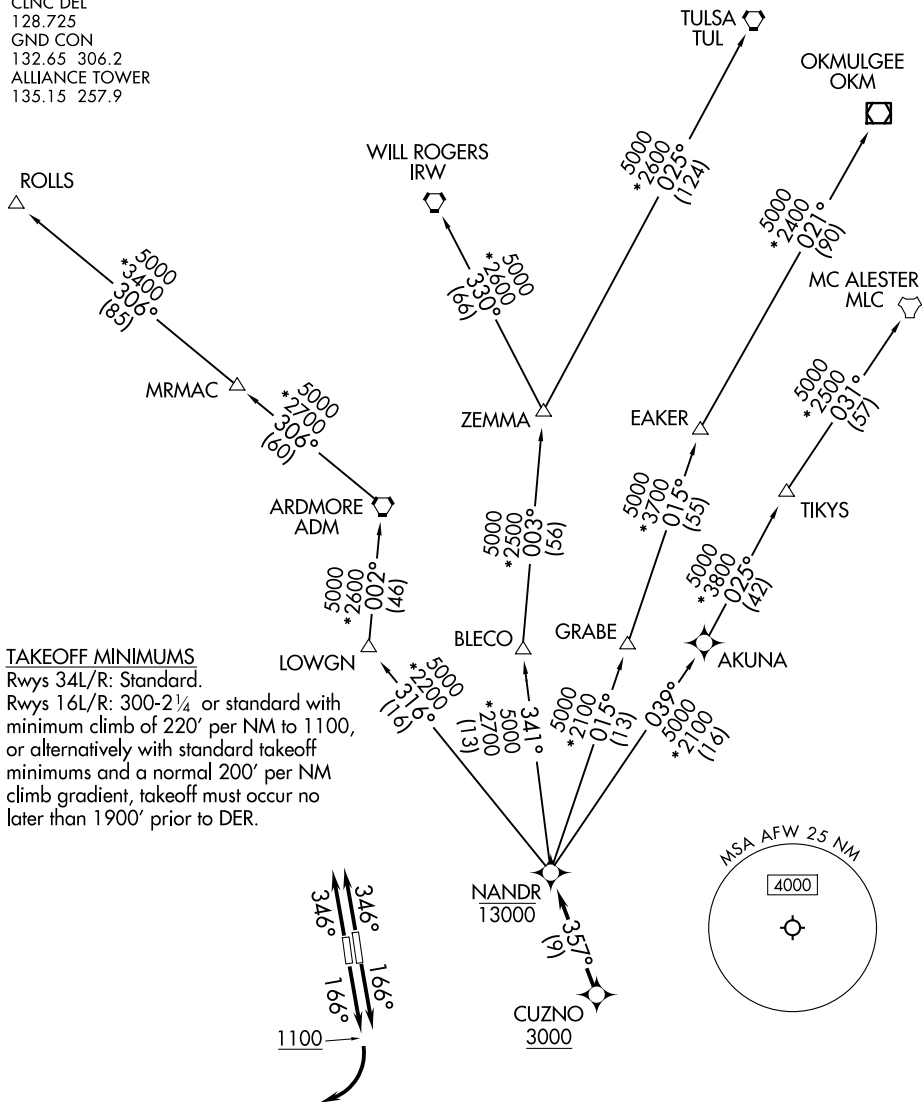 CLNC DEL
128.725
GND CON
132.65 306.2
ALLIANCE TOWER
135.15 257.9
TULSA
TUL
OKMULGEE
OKM
WILL ROGERS
IRW
ROLLS
5000
*2600
025°
(124)
5000
*2400
021°
(90)
5000
*3400
306°
(85)
5000
*2600
330°
(66)
MC ALESTER
MLC
MRMAC
5000
*2700
306°
(60)
ZEMMA
EAKER
5000
*2500
031°
(57)
ARDMORE
ADM
5000
*2500
003°
(56)
5000
*3700
015°
(55)
TIKYS
5000
*2600
002°
(46)
5000
*3800
025°
(42)
LOWGN
BLECO
GRABE
AKUNA
TAKEOFF MINIMUMS
Rwys 34L/R: Standard.
Rwys 16L/R: 300-2¼ or standard with
minimum climb of 220' per NM to 1100,
or alternatively with standard takeoff
minimums and a normal 200' per NM
climb gradient, takeoff must occur no
later than 1900' prior to DER.
5000
*2200
316°
(16)
341°
5000
*2700
(13)
5000
*2100
015°
(13)
039°
5000
*2100
(16)
MSA AFW 25 NM
4000
NANDR
13000
346°
346°
357°
(9)
166°
166°
CUZNO
3000
1100